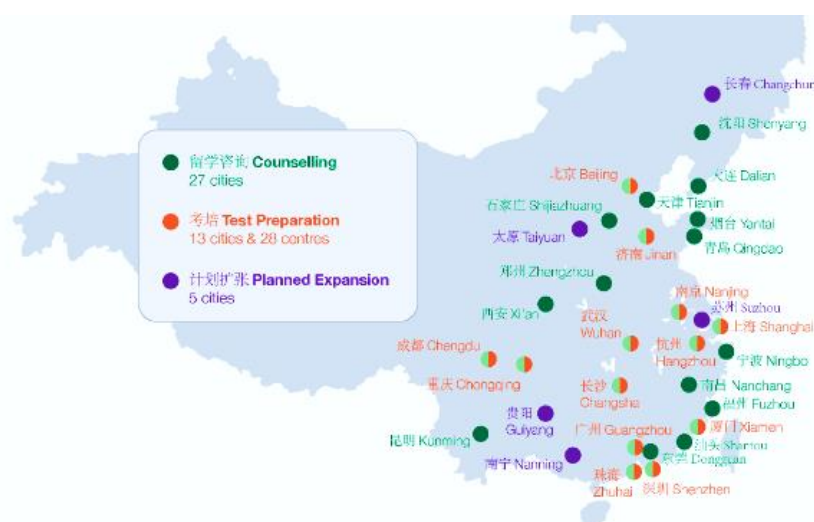 长春 Changchun
沈阳 Shenyang
留学咨询 Counselling
27 cities
北京 Beijing
大连 Dalian
天津 Tianjin
石家庄 Shijiazhuang
烟台 Yantai
考培 Test Preparation
13 cities & 28 centres
太原 Taiyuan
青岛 Qingdao
济南 Jinan
计划扩张 Planned Expansion
5 cities
郑州 Zhengzhou
南京 Nanjing
苏州 Suzhou
西安 Xi'an
武汉
Wuhan
上海 Shanghai
成都 Chengdu
杭州
Hangzhou
宁波 Ningbo
重庆 Chongqing
长沙
Changsha
南昌 Nanchang
贵阳
Guiyang
福州 Fuzhou
广州 Guangzhou
厦门 Xiamen
昆明 Kunming
汕头 Shantou
南宁 Nanning
东莞 Dongguan
珠海
Zhuhai
深圳 Shenzhen